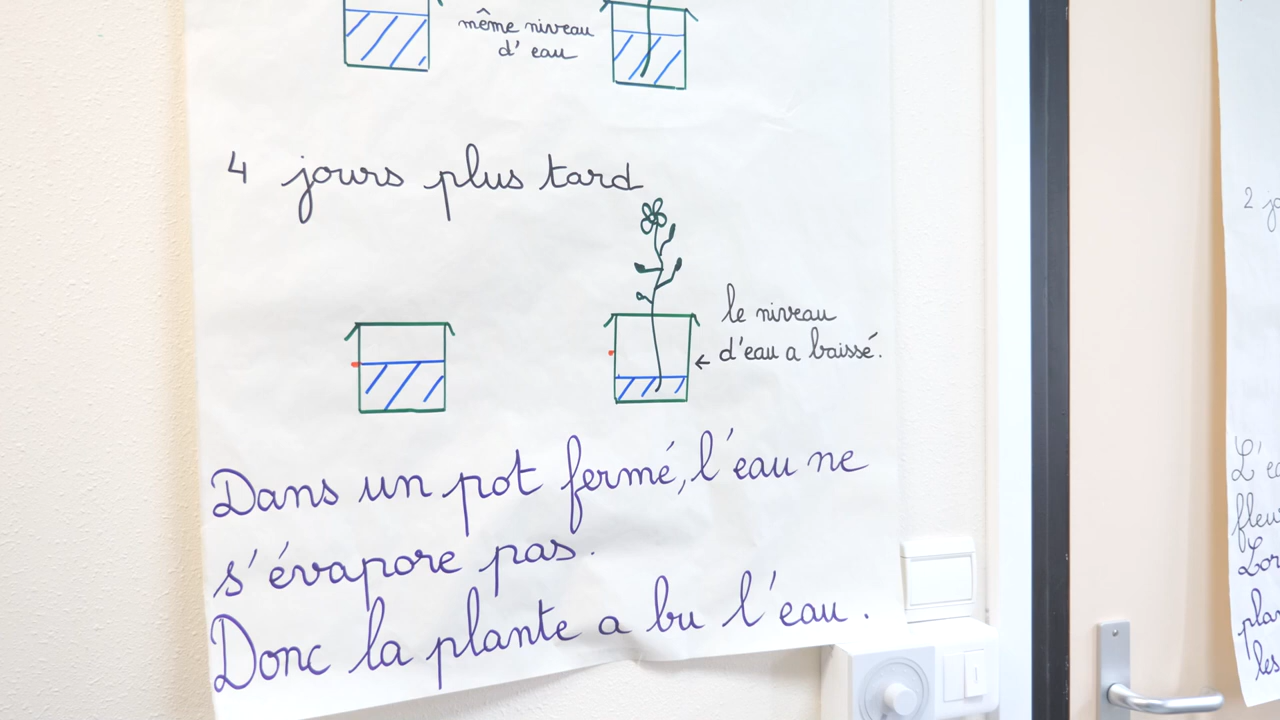 même niveau
d'eau
4 jours plus tard
le niveau
← d'eau a baissé.
Dans un pot fermé, l'eau ne
s'évapore pas.
Donc la plante a bu l'eau.
2
L'